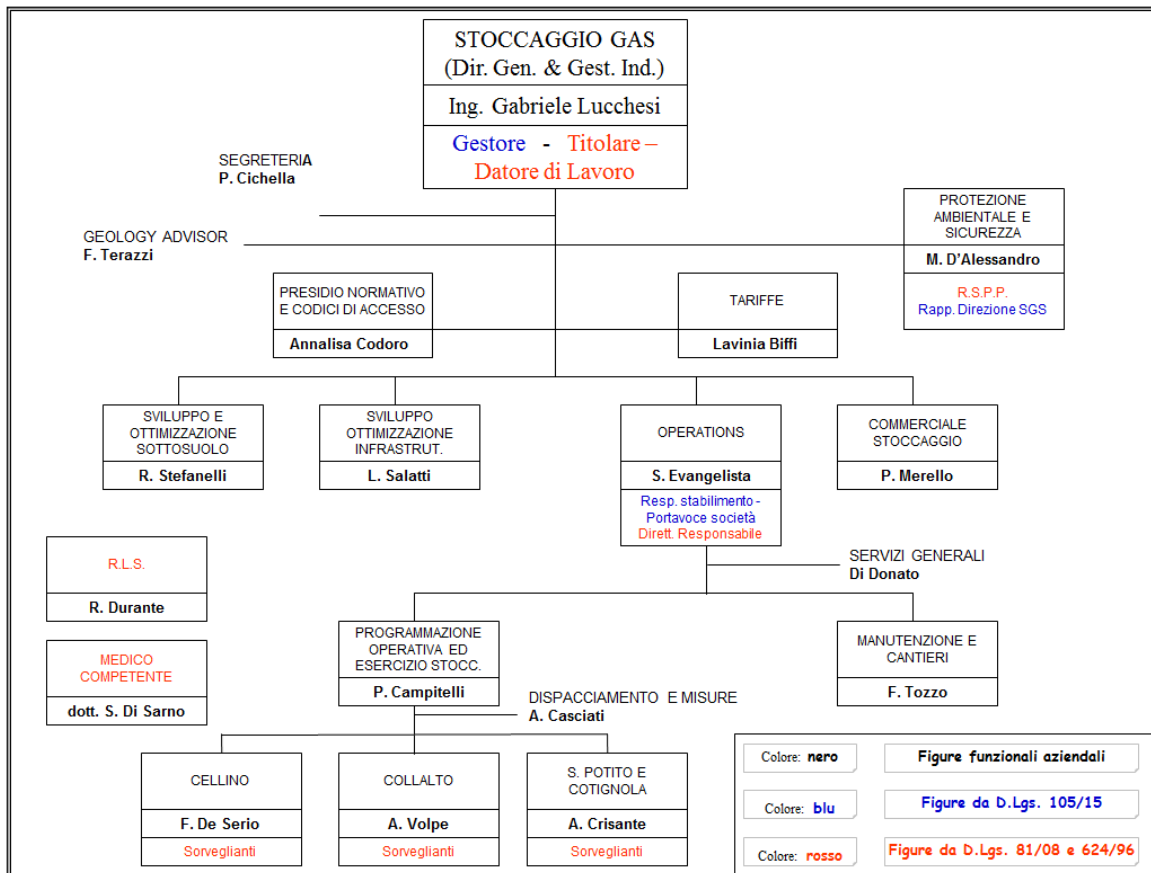 STOCCAGGIO GAS
(Dir. Gen. & Gest. Ind.)
Ing. Gabriele Lucchesi
Gestore - Titolare –
Datore di Lavoro
SEGRETERIA
P. Cichella
GEOLOGY ADVISOR
F. Terazzi
PROTEZIONE
AMBIENTALE E
SICUREZZA
M. D'Alessandro
R.S.P.P.
Rapp. Direzione SGS
PRESIDIO NORMATIVO
E CODICI DI ACCESSO
Annalisa Codoro
TARIFFE
Lavinia Biffi
SVILUPPO E
OTTIMIZZAZIONE
SOTTOSUOLO
R. Stefanelli
SVILUPPO
OTTIMIZZAZIONE
INFRASTRUT.
L. Salatti
OPERATIONS
S. Evangelista
Resp. stabilimento -
Portavoce società
Dirett. Responsabile
COMMERCIALE
STOCCAGGIO
P. Merello
R.L.S.
R. Durante
MEDICO
COMPETENTE
dott. S. Di Sarno
SERVIZI GENERALI
Di Donato
PROGRAMMAZIONE
OPERATIVA ED
ESERCIZIO STOCC.
P. Campitelli
MANUTENZIONE E
CANTIERI
F. Tozzo
DISPACCIAMENTO E MISURE
A. Casciati
CELLINO
F. De Serio
Sorveglianti
COLLALTO
A. Volpe
Sorveglianti
S. POTITO E
COTIGNOLA
A. Crisante
Sorveglianti
Colore: nero
Figure funzionali aziendali
Colore: blu
Figure da D.Lgs. 105/15
Colore: rosso
Figure da D.Lgs. 81/08 e 624/96